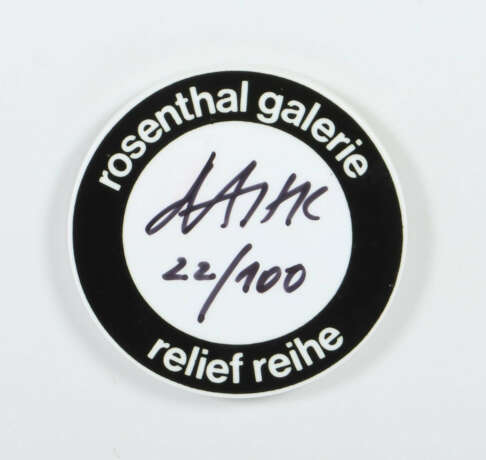 rosenthal galerie
22/100
relief reihe